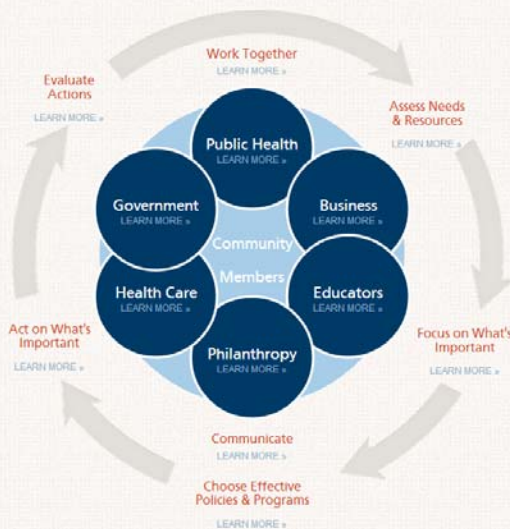 Work Together
LEARN MORE »
Evaluate
Actions
LEARN MORE »
Assess Needs
& Resources
LEARN MORE »
Public Health
LEARN MORE »
Government
LEARN MORE »
Business
LEARN MORE »
Community
Members
Health Care
LEARN MORE »
Educators
LEARN MORE »
Philanthropy
LEARN MORE »
Act on What's
Important
LEARN MORE »
Focus on What's
Important
LEARN MORE »
Communicate
LEARN MORE »
Choose Effective
Policies & Programs
LEARN MORE »